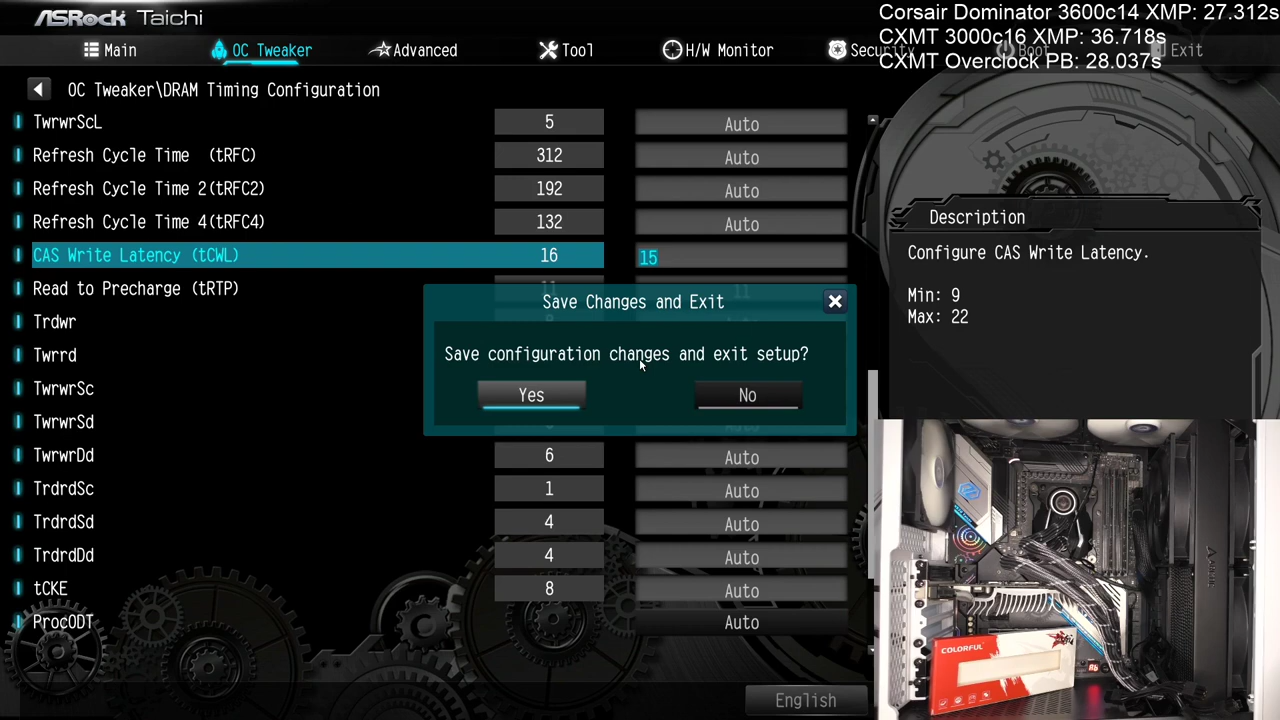 ASRock Taichi
Corsair Dominator 3600c14 XMP: 27.312s
CXMT 3000c16 XMP: 36.718s
CXMT Overclock PB: 28.037s
Main OC Tweaker Advanced Tool H/W Monitor Security Boot Exit
OC Tweaker\DRAM Timing Configuration
TwrwrScL 5 Auto
Refresh Cycle Time (tRFC) 312 Auto
Refresh Cycle Time 2(tRFC2) 192 Auto
Refresh Cycle Time 4(tRFC4) 132 Auto
CAS Write Latency (tCWL) 16 15
Read to Precharge (tRTP) 11 11
Trdwr
Twrrd
TwrwrSc
TwrwrSd
TwrwrDd 6 Auto
TrdrdSc 1 Auto
TrdrdSd 4 Auto
TrdrdDd 4 Auto
tCKE 8 Auto
ProcODT Auto
Save Changes and Exit
Save configuration changes and exit setup?
Yes No
Description
Configure CAS Write Latency.
Min: 9
Max: 22
COLORFUL
English